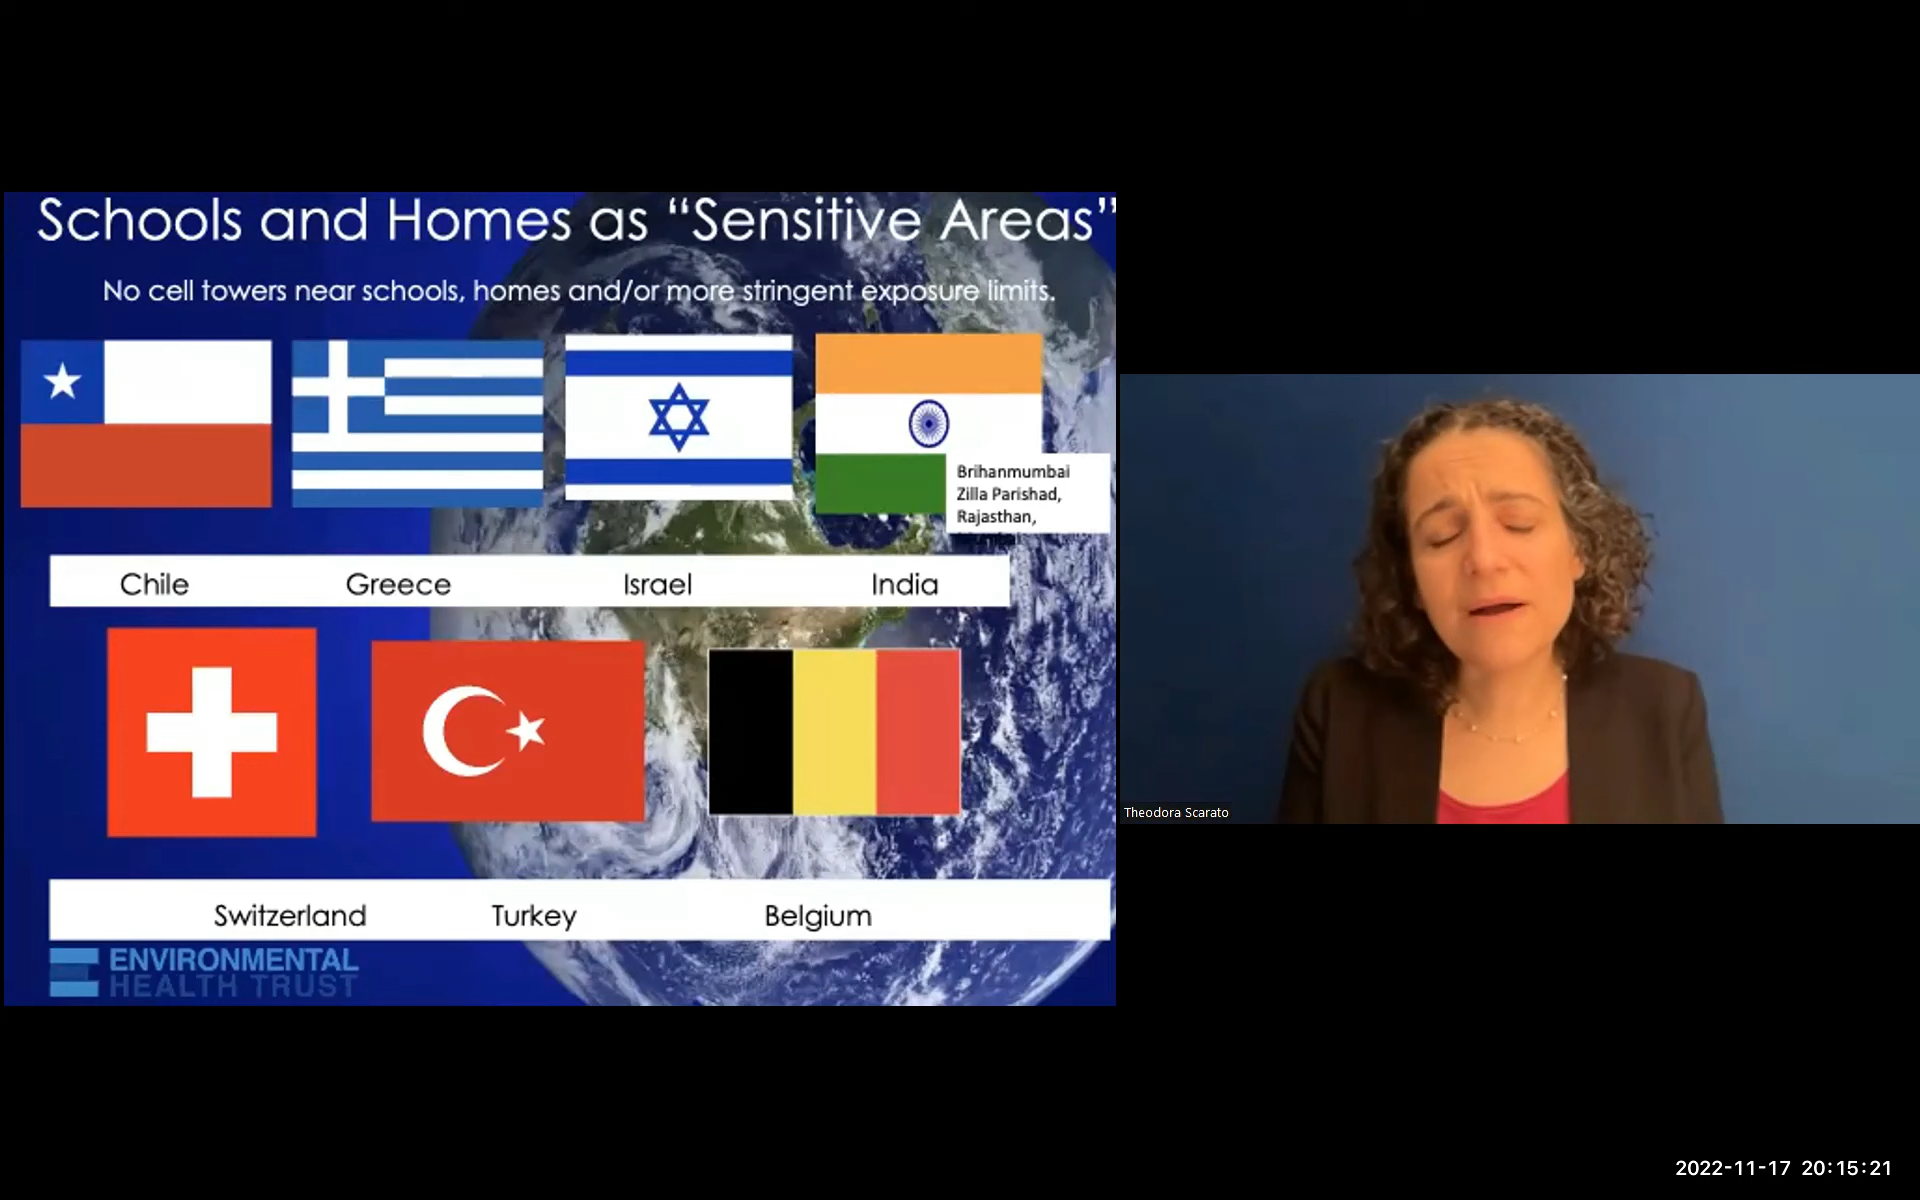 Schools and Homes as “Sensitive Areas”
No cell towers near schools, homes and/or more stringent exposure limits.
Brihanmumbai
Zilla Parishad,
Rajasthan,
Chile Greece Israel India
Switzerland Turkey Belgium
ENVIRONMENTAL
HEALTH TRUST
Theodora Scarato
2022-11-17 20:15:21